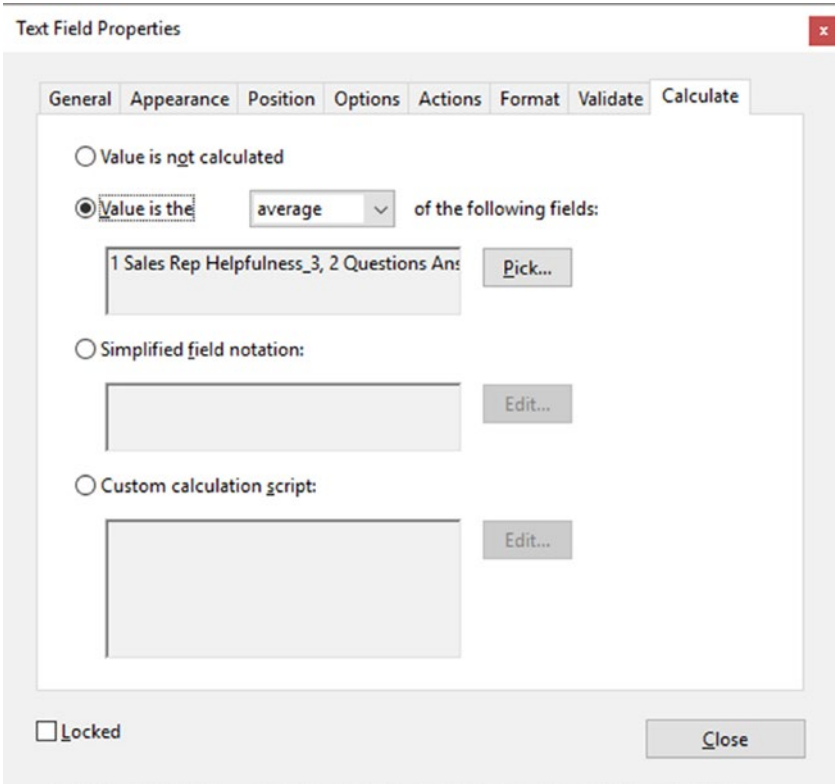 Text Field Properties
x
General Appearance Position Options Actions Format Validate Calculate
Value is not calculated
Value is the average of the following fields:
1 Sales Rep Helpfulness_3, 2 Questions Ans
Pick...
Simplified field notation:
Edit...
Custom calculation script:
Edit...
Locked
Close